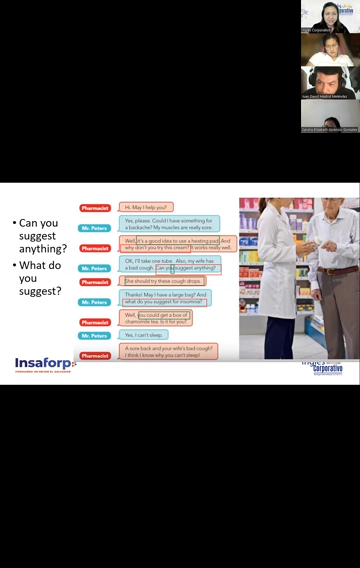 Inglés Corporativo
Juan David Madrid Meléndez
• Can you
suggest
anything?
• What do
you
suggest?
Pharmacist
Hi. May I help you?
Mr. Peters
Yes, please. Could I have something for
a backache? My muscles are really sore.
Pharmacist
Well, it's a good idea to use a heating pad. And
why don't you try this cream? It works really well.
Mr. Peters
OK, I'll take one tube. Also, my wife has
a bad cough. Can you suggest anything?
Pharmacist
She should try these cough drops.
Mr. Peters
Thanks! May I have a large bag? And
what do you suggest for insomnia?
Pharmacist
Well, you could get a box of
chamomile tea. Is it for you?
Mr. Peters
Yes, I can't sleep.
Pharmacist
A sore back and your wife's bad cough?
I think I know why you can't sleep!
Insaforp
Inglés
Corporativo